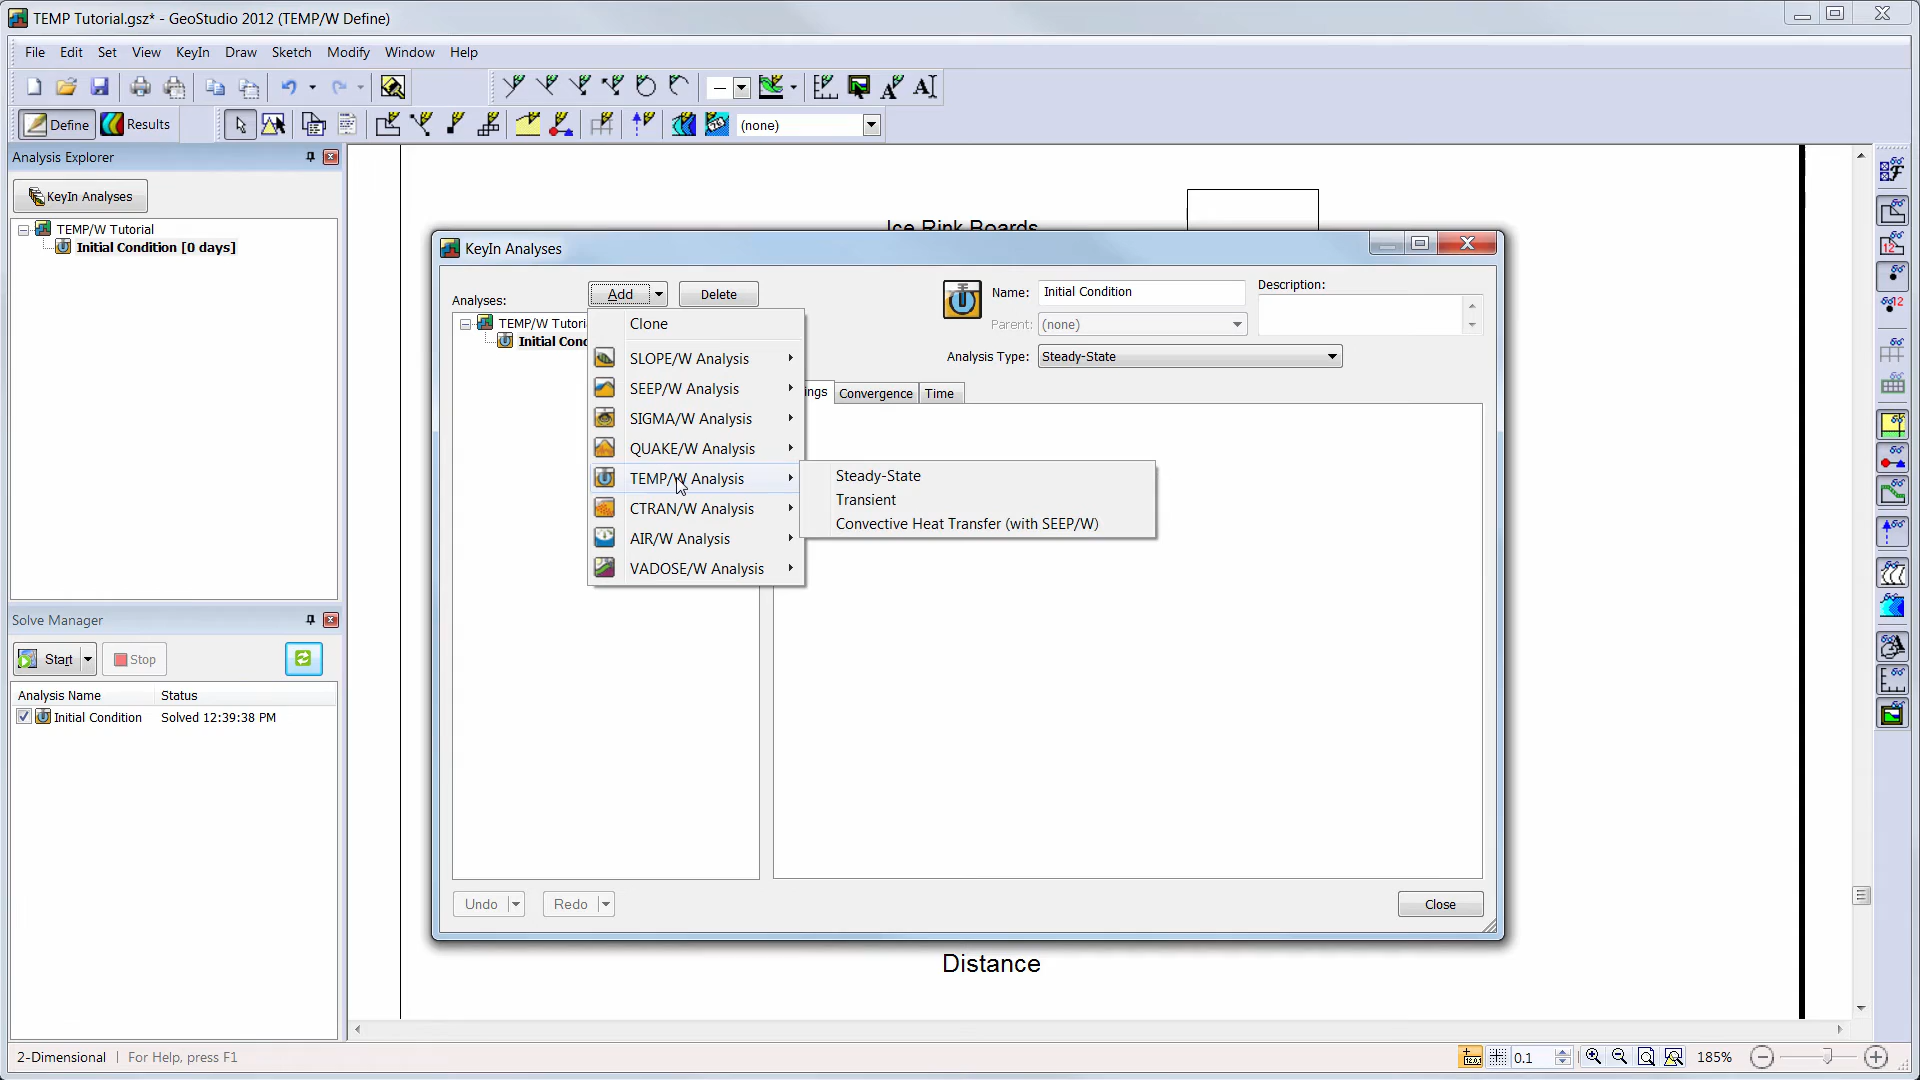 TEMP Tutorial.gsz* - GeoStudio 2012 (TEMP/W Define)
File Edit Set View KeyIn Draw Sketch Modify Window Help
Define Results (none)
Analysis Explorer
KeyIn Analyses
TEMP/W Tutorial
Initial Condition [0 days]
Solve Manager
Start Stop
Analysis Name Status
Initial Condition Solved 12:39:38 PM
Ice Rink Boards
KeyIn Analyses
Analyses: Add Delete
TEMP/W Tutori
Initial Conc
Clone
SLOPE/W Analysis
SEEP/W Analysis
SIGMA/W Analysis
QUAKE/W Analysis
TEMP/W Analysis
CTRAN/W Analysis
AIR/W Analysis
VADOSE/W Analysis
Steady-State
Transient
Convective Heat Transfer (with SEEP/W)
Name: Initial Condition Description:
Parent: (none)
Analysis Type: Steady-State
ings Convergence Time
Undo Redo Close
Distance
2-Dimensional For Help, press F1 0.1 185%